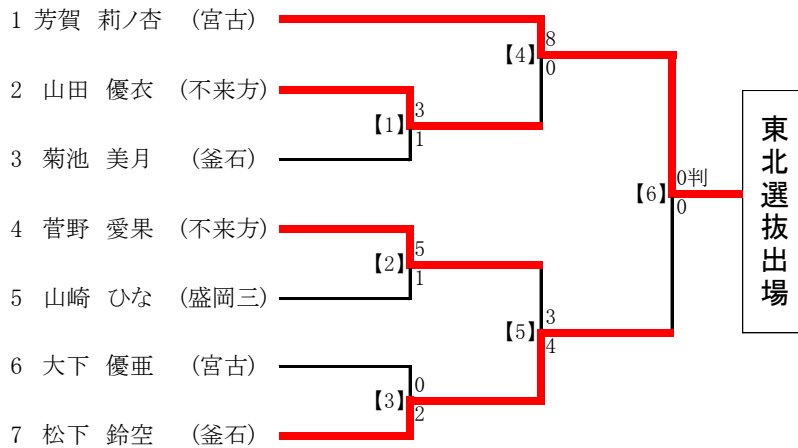 1 芳賀 莉ノ杏 (宮古)
8
【4】
0
2 山田 優衣 (不来方)
3
【1】
1
3 菊池 美月 (釜石)
0判
【6】
0
東北選抜出場
4 菅野 愛果 (不来方)
5
【2】
1
5 山崎 ひな (盛岡三)
3
【5】
4
6 大下 優亜 (宮古)
0
【3】
2
7 松下 鈴空 (釜石)